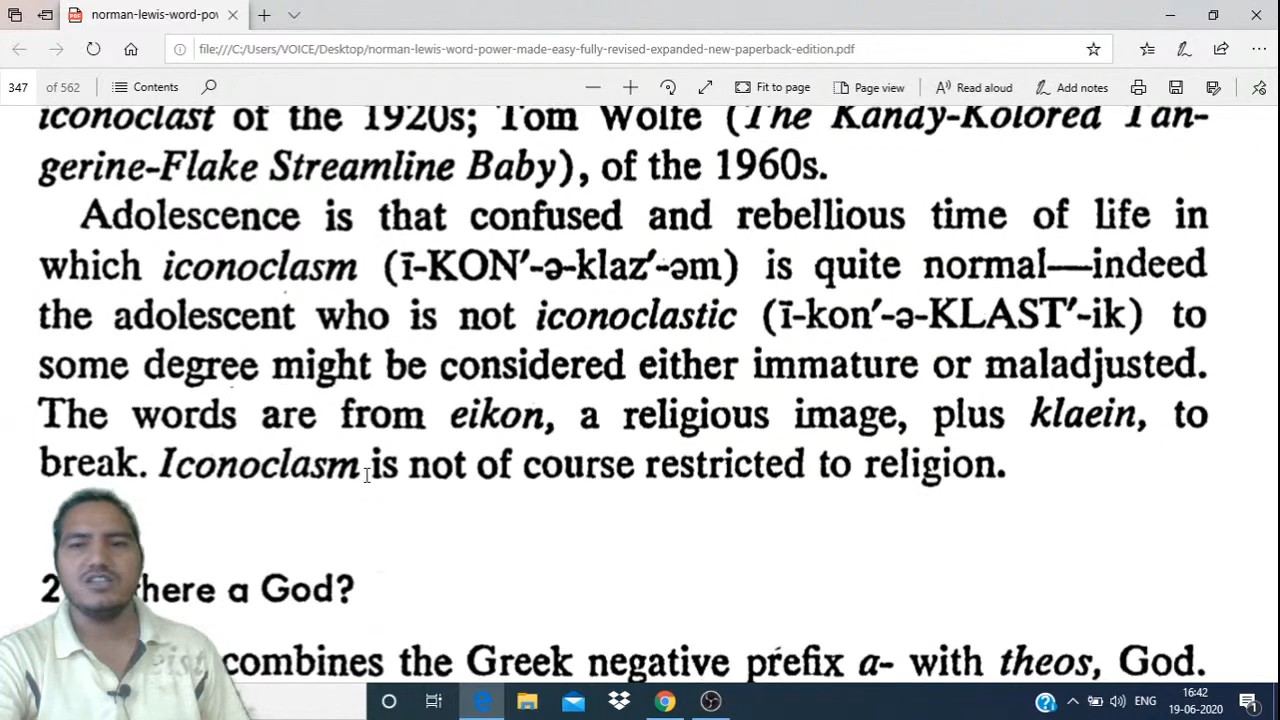 norman-lewis-word-pov
file:///C:/Users/VOICE/Desktop/norman-lewis-word-power-made-easy-fully-revised-expanded-new-paperback-edition.pdf
347 of 562 Contents Fit to page Page view Read aloud Add notes
iconoclast of the 1920s; Tom Wolfe (The Kandy-Kolored Tan-
gerine-Flake Streamline Baby), of the 1960s.
Adolescence is that confused and rebellious time of life in
which iconoclasm (ī-KON′-ə-klaz′-əm) is quite normal—indeed
the adolescent who is not iconoclastic (ī-kon′-ə-KLAST′-ik) to
some degree might be considered either immature or maladjusted.
The words are from eikon, a religious image, plus klaein, to
break. Iconoclasm is not of course restricted to religion.
2 here a God?
combines the Greek negative prefix a- with theos, God.
ENG
16:42
19-06-2020
1